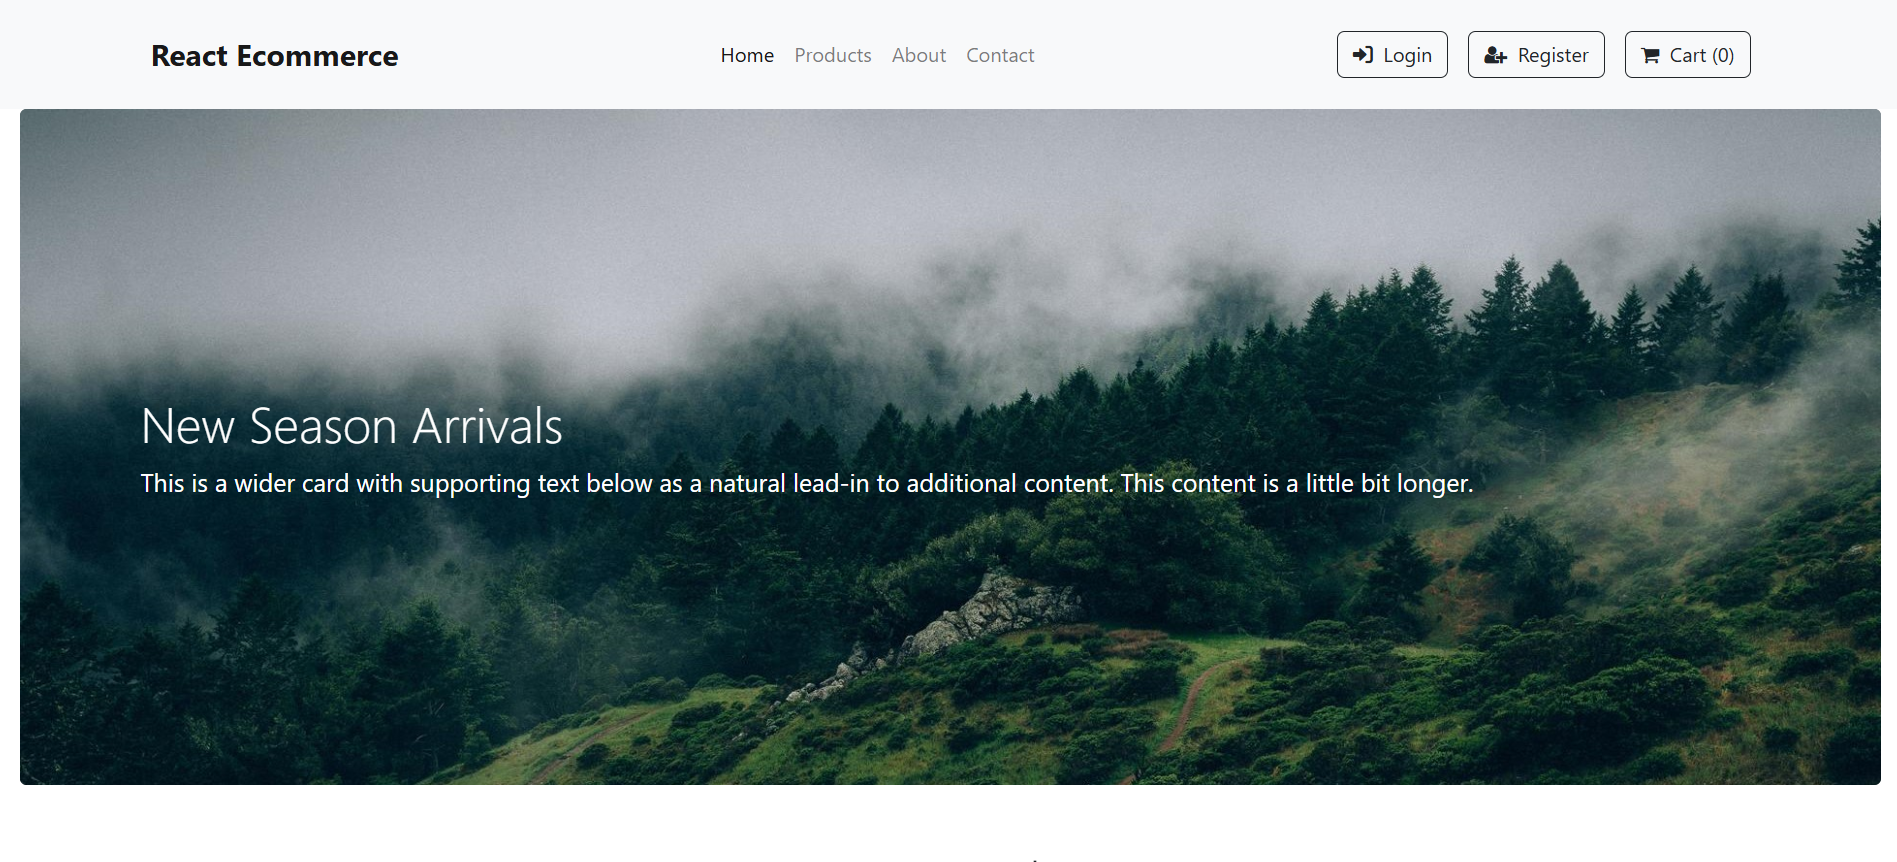 React Ecommerce
Home Products About Contact
Login Register Cart (0)
New Season Arrivals
This is a wider card with supporting text below as a natural lead-in to additional content. This content is a little bit longer.